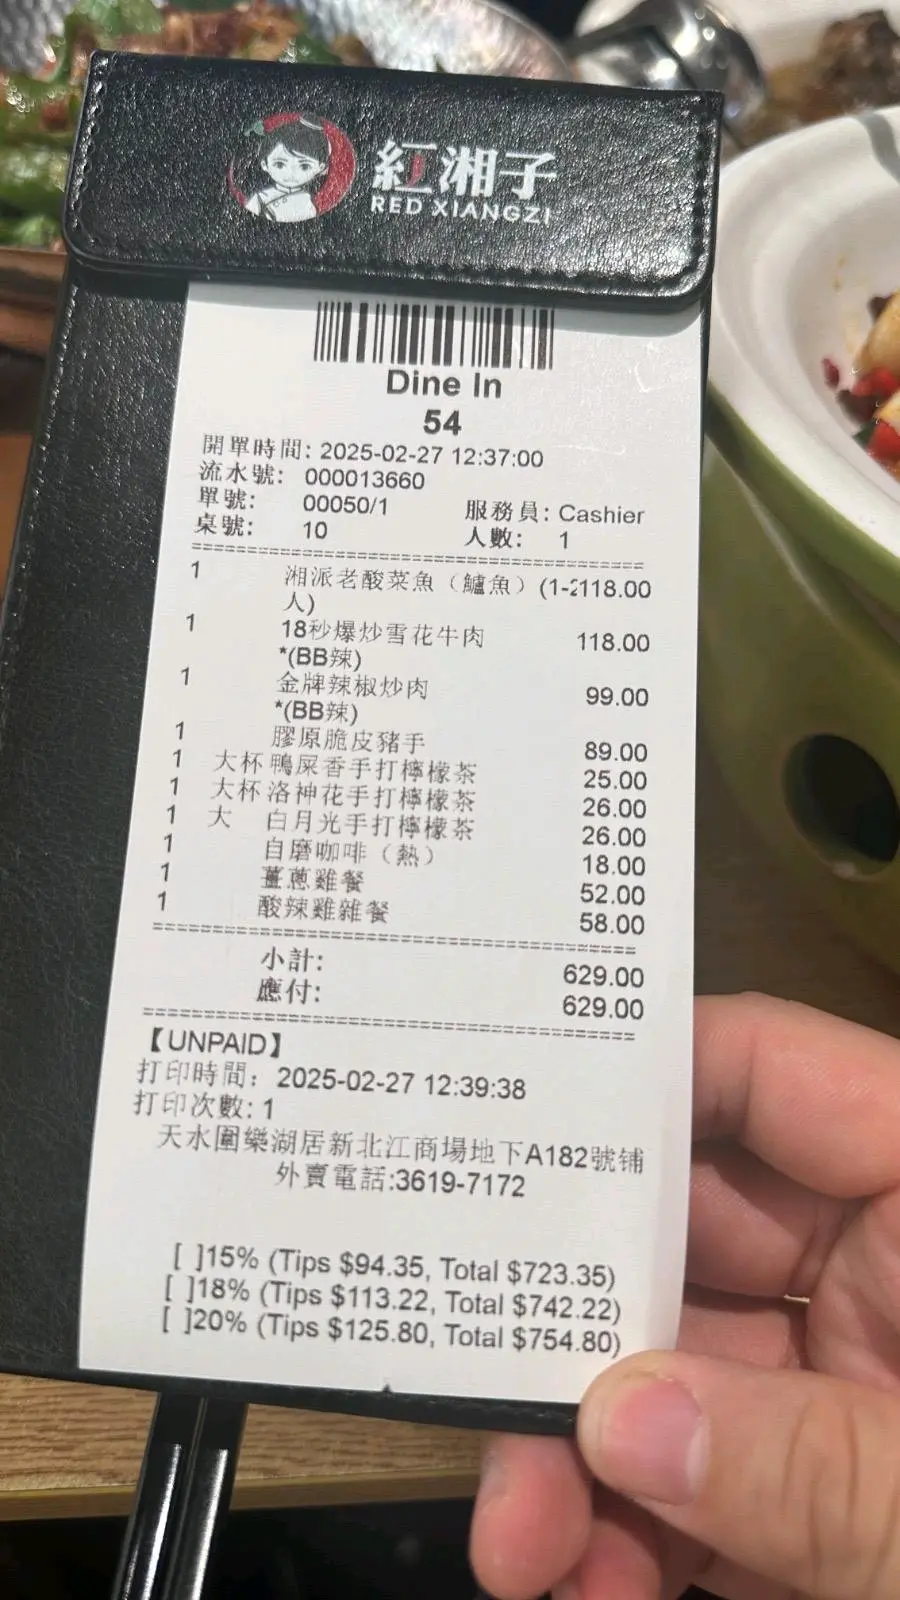 紅湘子
RED XIANGZI
Dine In
54
開單時間: 2025-02-27 12:37:00
流水號: 000013660
單號: 00050/1 服務員: Cashier
桌號: 10 人數: 1
1 湘派老酸菜魚（鱸魚）(1-2118.00
人)
1 18秒爆炒雪花牛肉 118.00
*(BB辣)
1 金牌辣椒炒肉 99.00
*(BB辣)
1 膠原脆皮豬手 89.00
1 大杯 鴨屎香手打檸檬茶 25.00
1 大杯 洛神花手打檸檬茶 26.00
1 大 白月光手打檸檬茶 26.00
1 自磨咖啡（熱） 18.00
1 薑蔥雞餐 52.00
1 酸辣雞雜餐 58.00
小計: 629.00
應付: 629.00
【UNPAID】
打印時間: 2025-02-27 12:39:38
打印次數: 1
天水圍樂湖居新北江商場地下A182號铺
外賣電話:3619-7172
[ ]15% (Tips $94.35, Total $723.35)
[ ]18% (Tips $113.22, Total $742.22)
[ ]20% (Tips $125.80, Total $754.80)